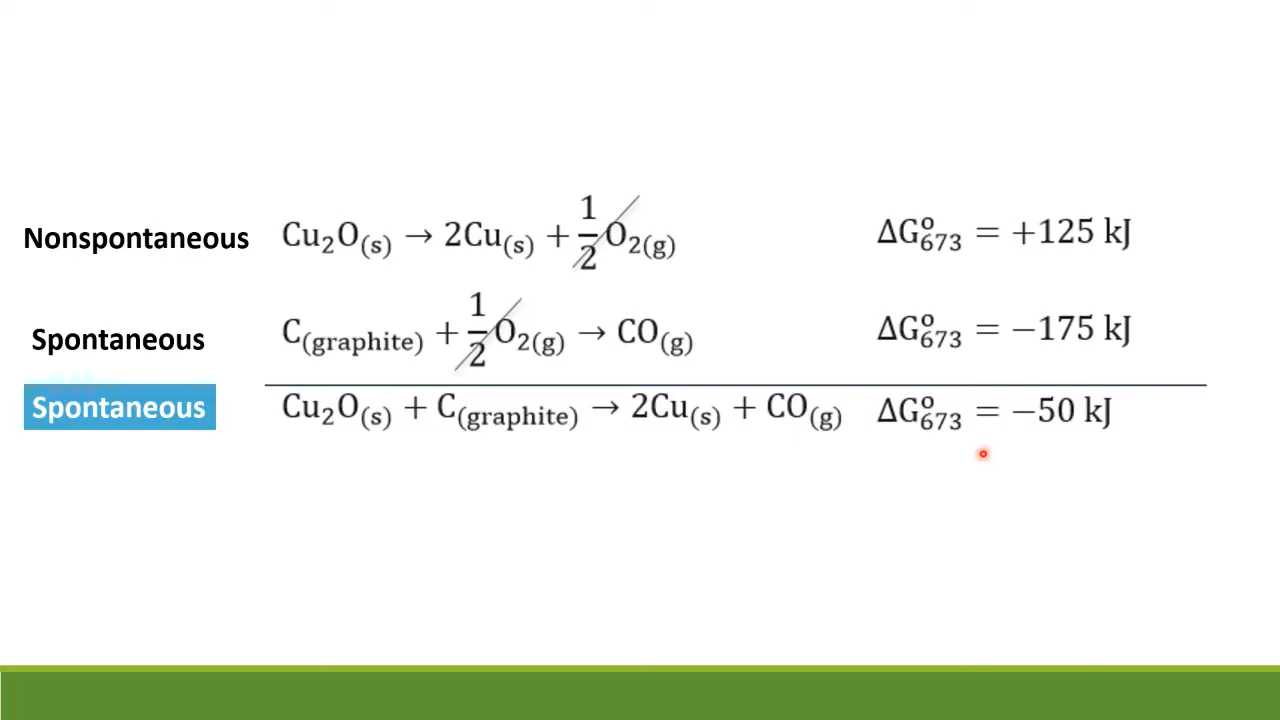 Nonspontaneous Cu₂O₍s₎ → 2Cu₍s₎ + 1/2 O₂(g) ΔG°₆₇₃ = +125 kJ
Spontaneous C(graphite) + 1/2 O₂(g) → CO(g) ΔG°₆₇₃ = −175 kJ
Spontaneous Cu₂O₍s₎ + C(graphite) → 2Cu₍s₎ + CO(g) ΔG°₆₇₃ = −50 kJ